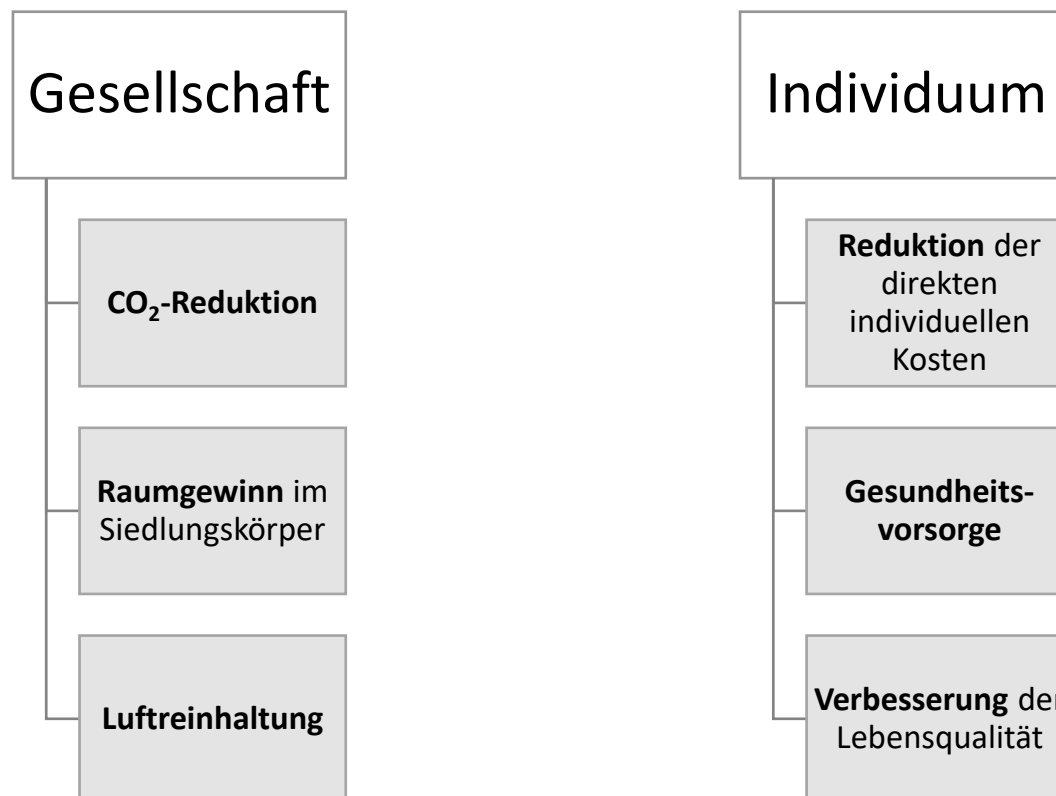 Gesellschaft
CO₂-Reduktion
Raumgewinn im
Siedlungskörper
Luftreinhaltung
Individuum
Reduktion der
direkten
individuellen
Kosten
Gesundheits-
vorsorge
Verbesserung der
Lebensqualität